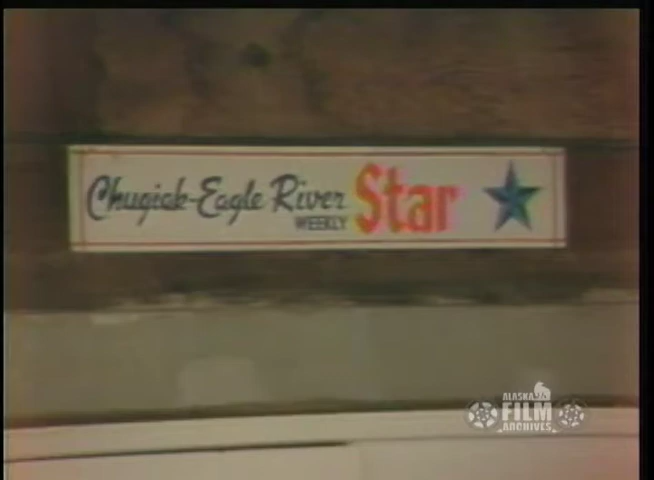 Chugiak-Eagle River Star
WEEKLY
ALASKA
FILM
ARCHIVES